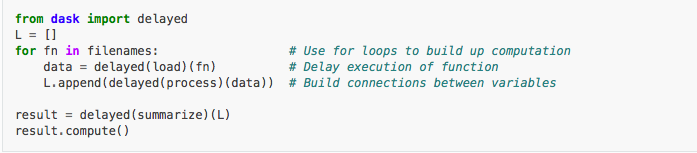 from dask import delayed
L = []
for fn in filenames:                  # Use for loops to build up computation
    data = delayed(load)(fn)          # Delay execution of function
    L.append(delayed(process)(data))  # Build connections between variables

result = delayed(summarize)(L)
result.compute()